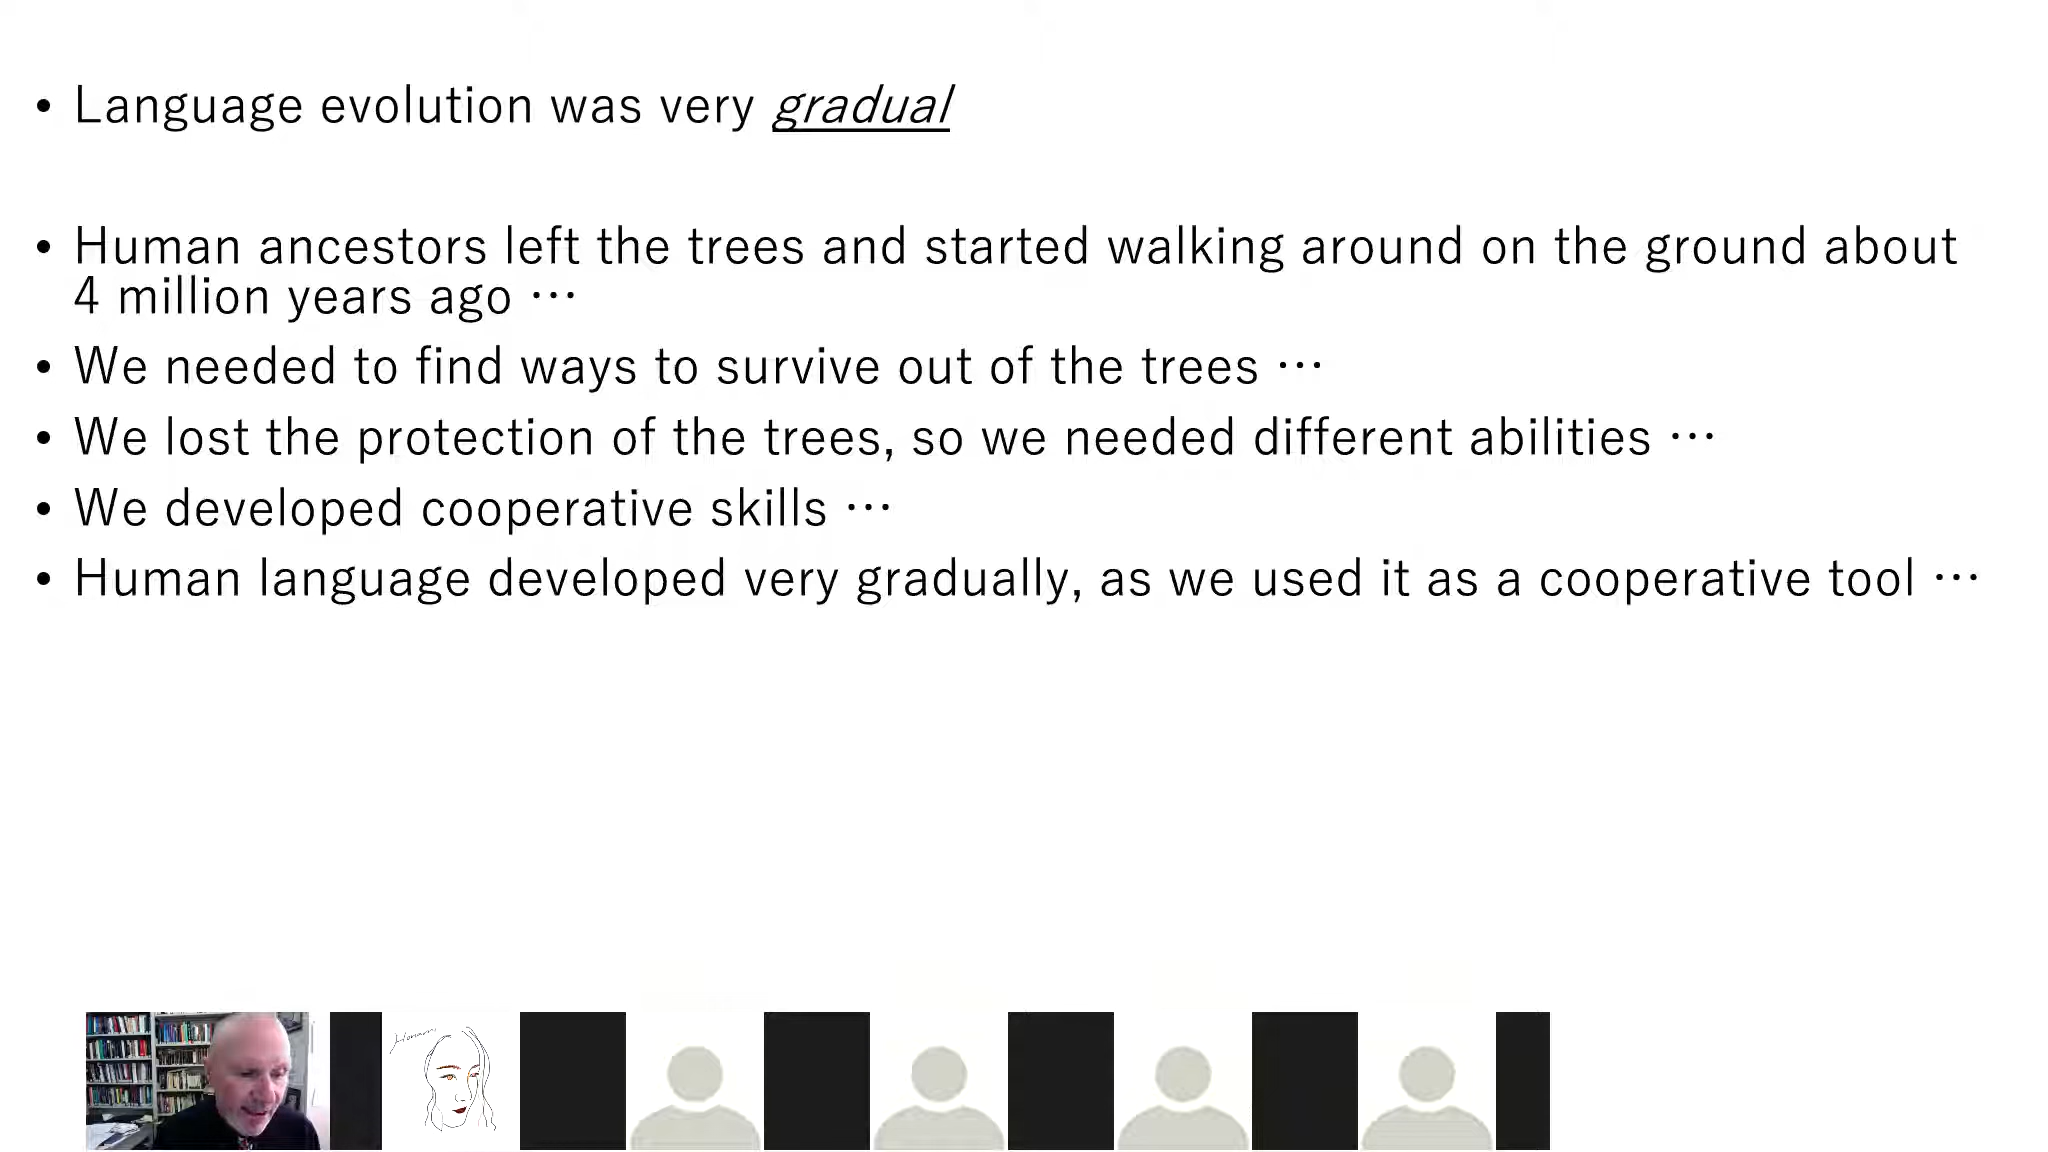 • Language evolution was very gradual
• Human ancestors left the trees and started walking around on the ground about
4 million years ago ⋯
• We needed to find ways to survive out of the trees ⋯
• We lost the protection of the trees, so we needed different abilities ⋯
• We developed cooperative skills ⋯
• Human language developed very gradually, as we used it as a cooperative tool ⋯